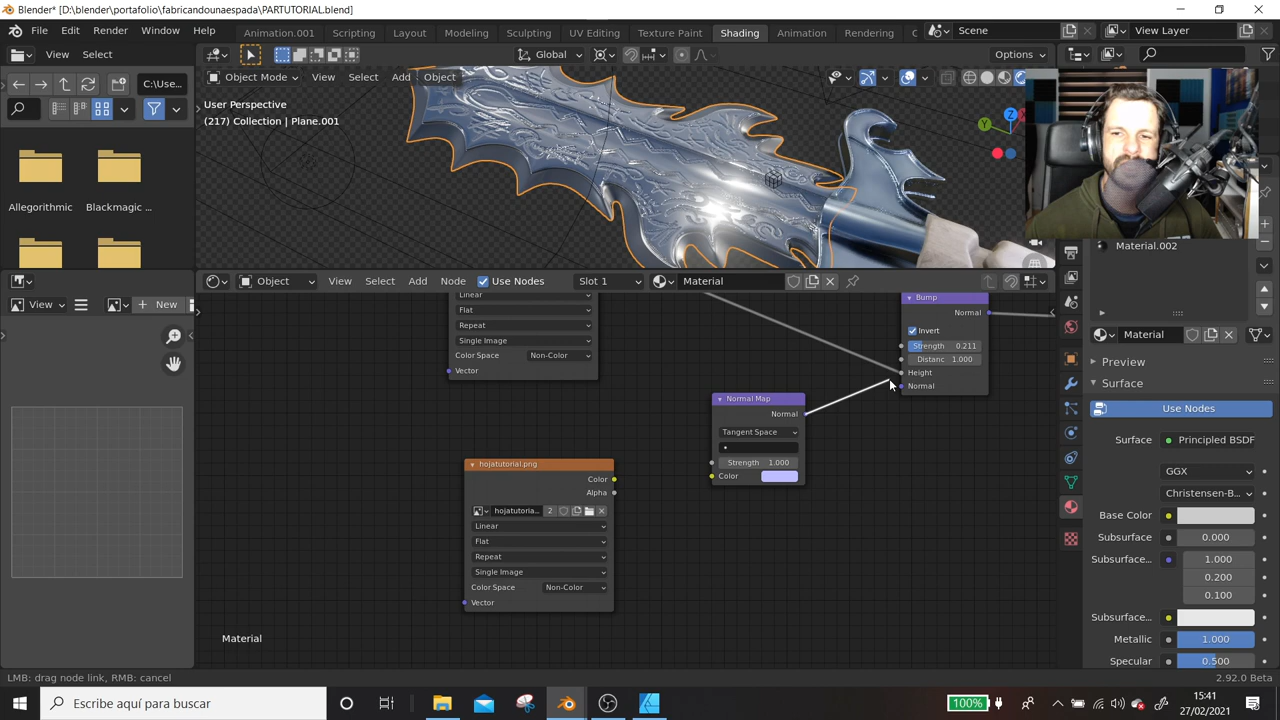 Blender* [D:\blender\portafolio\fabricandounaespada\PARTUTORIAL.blend]
File Edit Render Window Help
Animation.001 Scripting Layout Modeling Sculpting UV Editing Texture Paint Shading Animation Rendering C
Scene View Layer
View Select
Global
Options
C:\Use...
Object Mode View Select Add Object
User Perspective
(217) Collection | Plane.001
Z
Y
Allegorithmic
Blackmagic ...
Material.002
Object View Select Add Node Use Nodes Slot 1 Material
View New
Linear
Flat
Repeat
Single Image
Color Space Non-Color
Vector
Bump
Normal
Invert
Strength 0.211
Distanc 1.000
Height
Normal
Normal Map
Normal
Tangent Space
Strength 1.000
Color
hojatutorial.png
Color
Alpha
hojatutoria... 2
Linear
Flat
Repeat
Single Image
Color Space Non-Color
Vector
Material
Material
Preview
Surface
Use Nodes
Surface Principled BSDF
GGX
Christensen-B...
Base Color
Subsurface 0.000
Subsurface... 1.000
0.200
0.100
Subsurface...
Metallic 1.000
Specular 0.500
LMB: drag node link, RMB: cancel
2.92.0 Beta
Escribe aquí para buscar
100%
15:41
27/02/2021